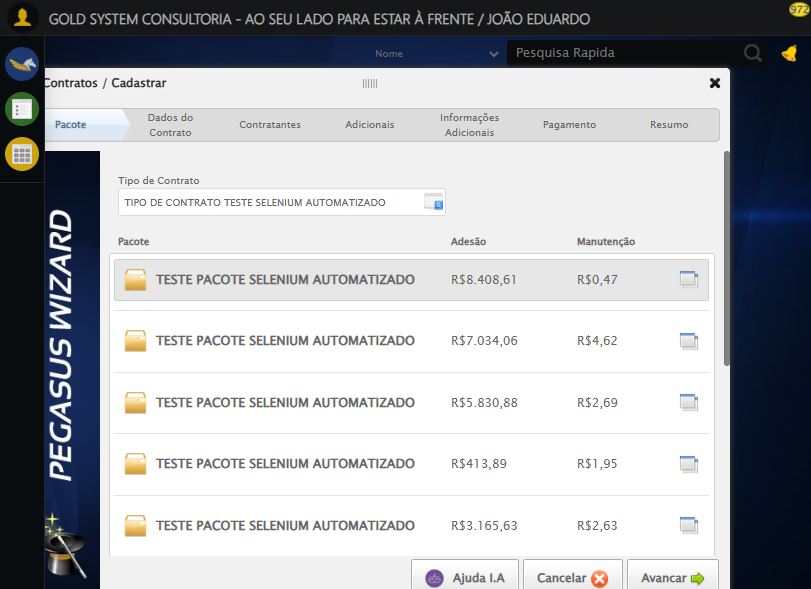 GOLD SYSTEM CONSULTORIA - AO SEU LADO PARA ESTAR À FRENTE / JOÃO EDUARDO
972
Nome
Pesquisa Rapida
Contratos / Cadastrar
Pacote
Dados do
Contrato
Contratantes
Adicionais
Informações
Adicionais
Pagamento
Resumo
PEGASUS WIZARD
Tipo de Contrato
TIPO DE CONTRATO TESTE SELENIUM AUTOMATIZADO
Pacote Adesão Manutenção
TESTE PACOTE SELENIUM AUTOMATIZADO R$8.408,61 R$0,47
TESTE PACOTE SELENIUM AUTOMATIZADO R$7.034,06 R$4,62
TESTE PACOTE SELENIUM AUTOMATIZADO R$5.830,88 R$2,69
TESTE PACOTE SELENIUM AUTOMATIZADO R$413,89 R$1,95
TESTE PACOTE SELENIUM AUTOMATIZADO R$3.165,63 R$2,63
Ajuda I.A Cancelar Avancar